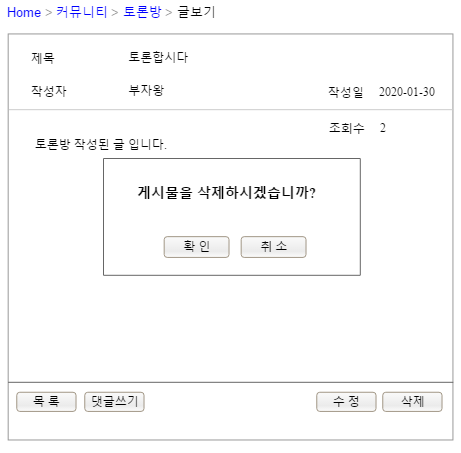 Home > 커뮤니티 > 토론방 > 글보기
제목 토론합시다
작성자 부자왕 작성일 2020-01-30
조회수 2
토론방 작성된 글 입니다.
게시물을 삭제하시겠습니까?
확 인 취 소
목 록 댓글쓰기 수 정 삭제